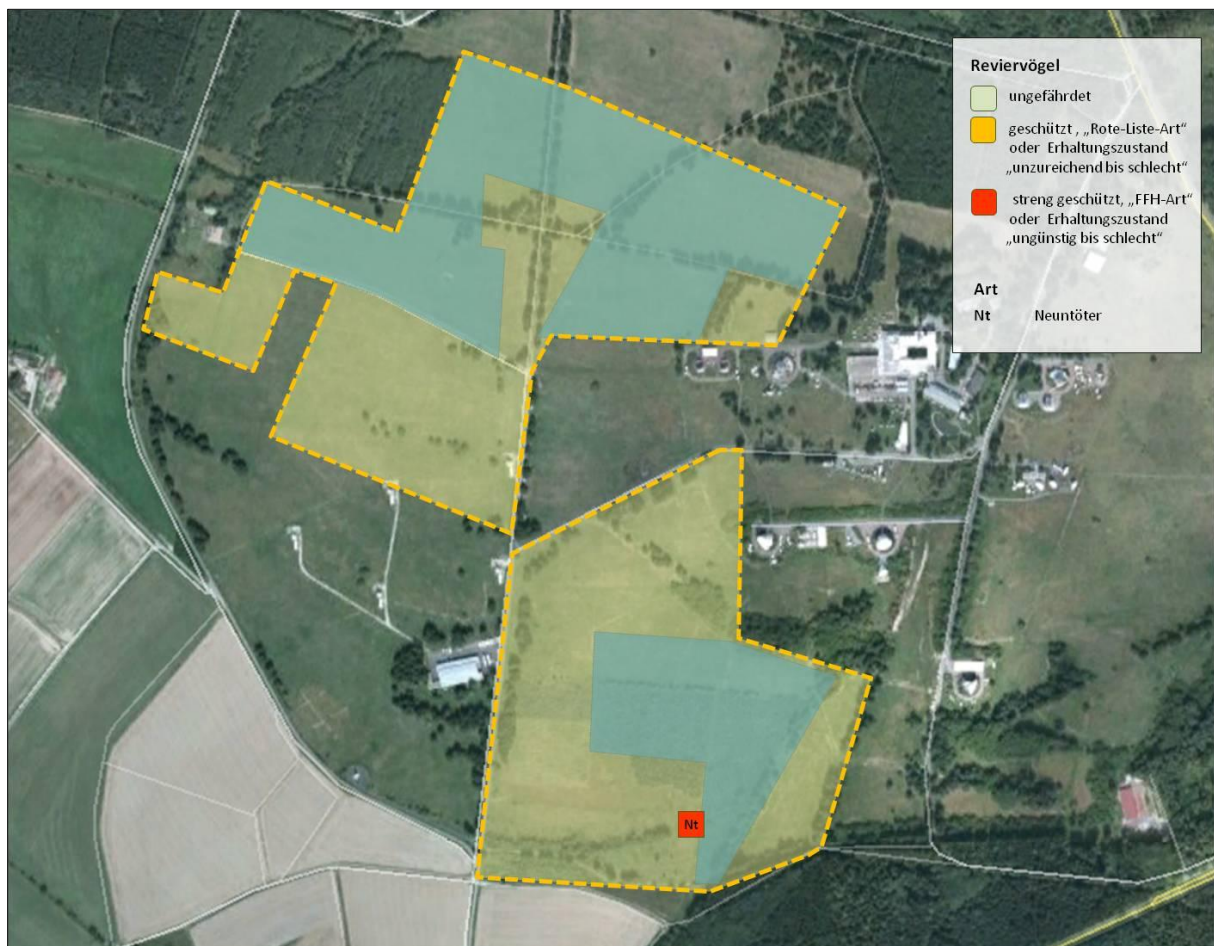 Reviervögel
ungefährdet
geschützt , „Rote-Liste-Art“
oder Erhaltungszustand
„unzureichend bis schlecht“
streng geschützt, „FFH-Art“
oder Erhaltungszustand
„ungünstig bis schlecht“
Art
Nt Neuntöter
Nt